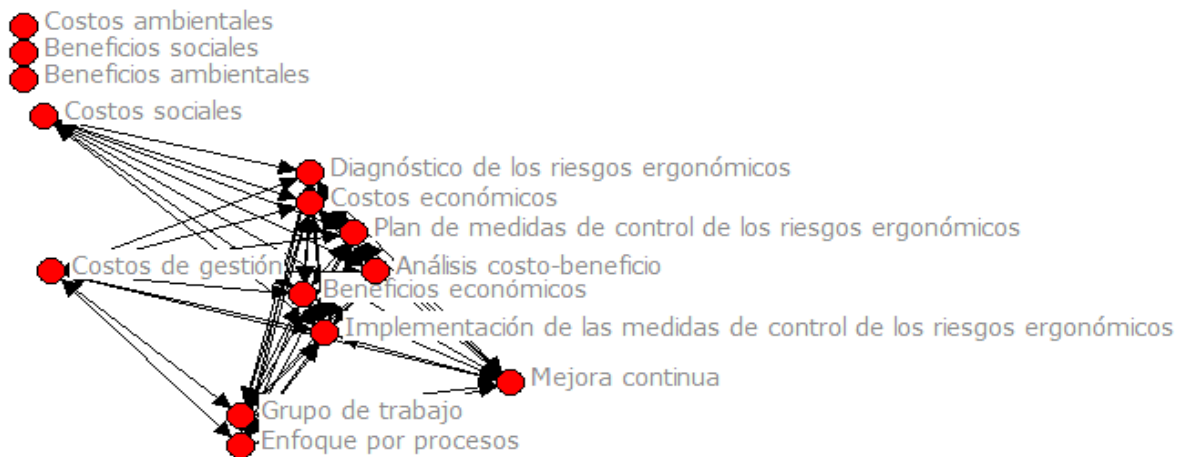 Costos ambientales
Beneficios sociales
Beneficios ambientales
Costos sociales
Diagnóstico de los riesgos ergonómicos
Costos económicos
Plan de medidas de control de los riesgos ergonómicos
Costos de gestión
Análisis costo-beneficio
Beneficios económicos
Implementación de las medidas de control de los riesgos ergonómicos
Mejora continua
Grupo de trabajo
Enfoque por procesos